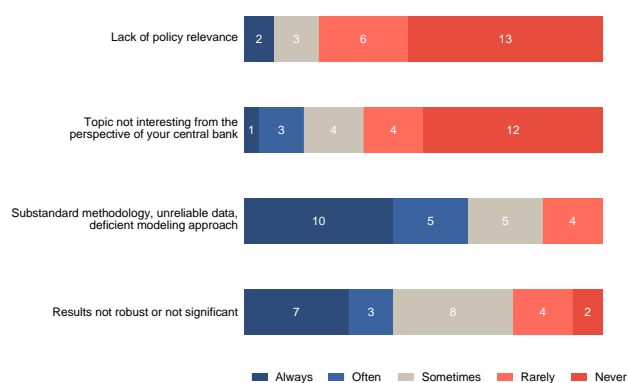 Lack of policy relevance
2 3 6 13
Topic not interesting from the
perspective of your central bank
1 3 4 4 12
Substandard methodology, unreliable data,
deficient modeling approach
10 5 5 4
Results not robust or not significant
7 3 8 4 2
Always Often Sometimes Rarely Never